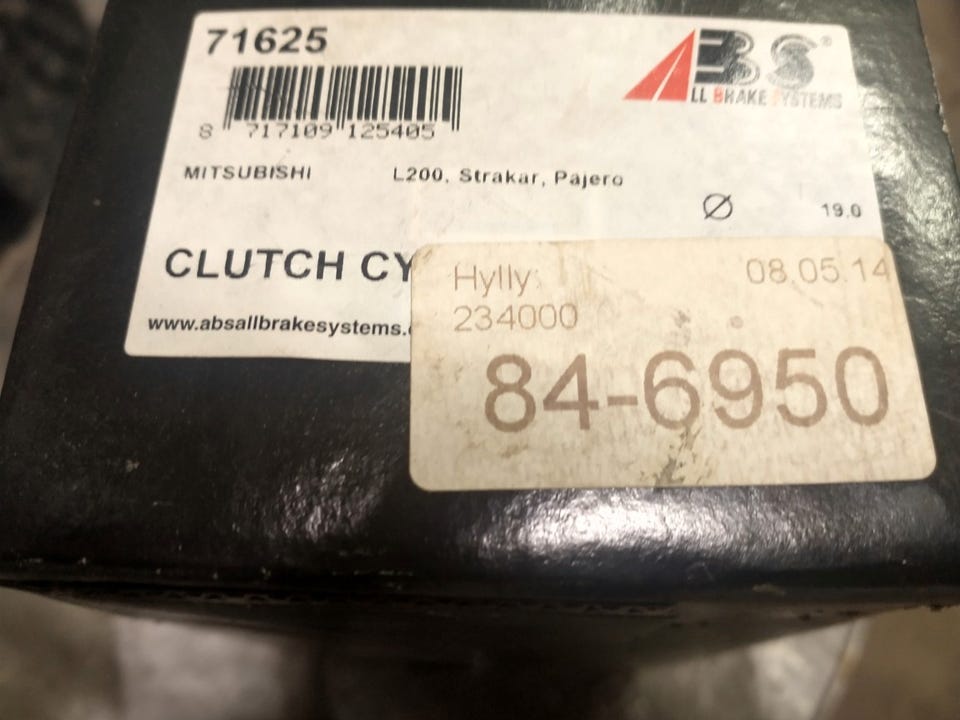 71625
ABS®
ALL BRAKE SYSTEMS
8 717109 125405
MITSUBISHI L200, Strakar, Pajero
Ø 19.0
CLUTCH CY
www.absallbrakesystems.
Hylly: 08.05.14
234000
84-6950